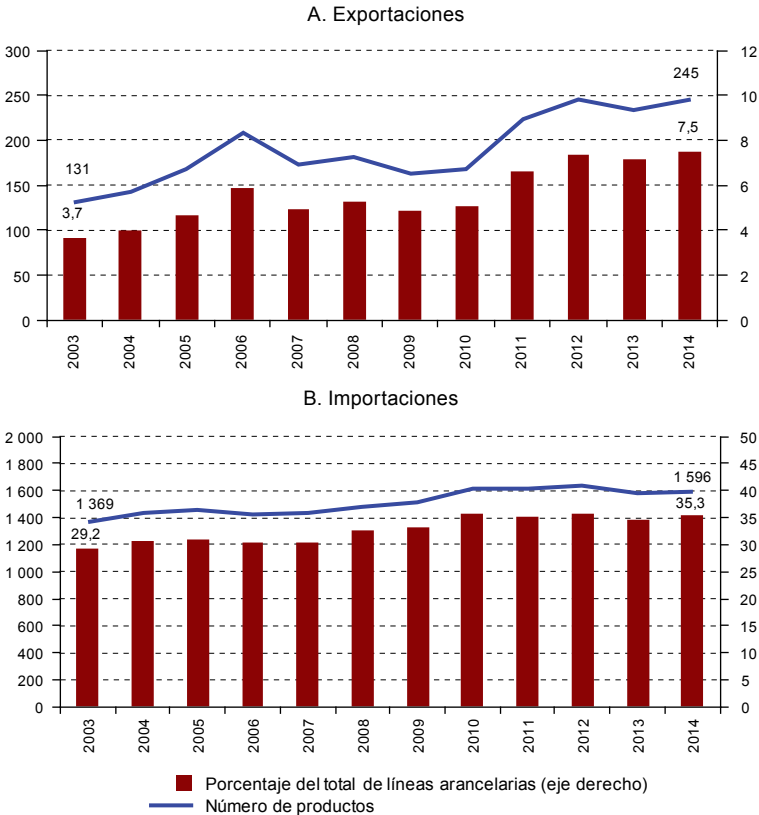 A. Exportaciones
300 12
250 245 10
200 7,5 8
150 131 6
3,7
100 4
50 2
0 0
2003 2004 2005 2006 2007 2008 2009 2010 2011 2012 2013 2014
B. Importaciones
2 000 50
1 800 45
1 600 1 596 40
1 400 1 369 35,3 35
1 200 29,2 30
1 000 25
800 20
600 15
400 10
200 5
0 0
2003 2004 2005 2006 2007 2008 2009 2010 2011 2012 2013 2014
Porcentaje del total de líneas arancelarias (eje derecho)
Número de productos